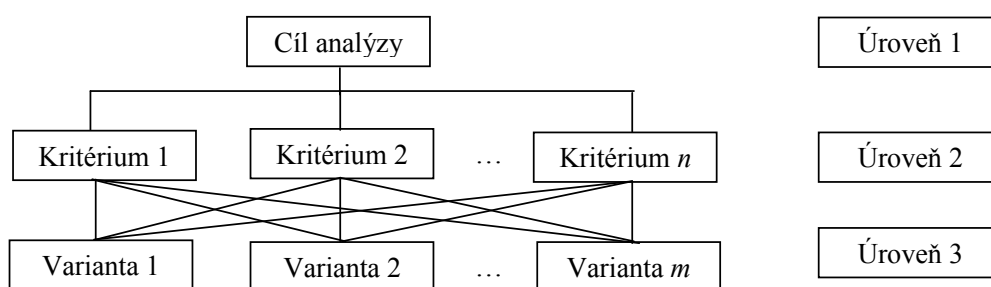 Cíl analýzy
Úroveň 1
Kritérium 1
Kritérium 2
…
Kritérium n
Úroveň 2
Varianta 1
Varianta 2
…
Varianta m
Úroveň 3